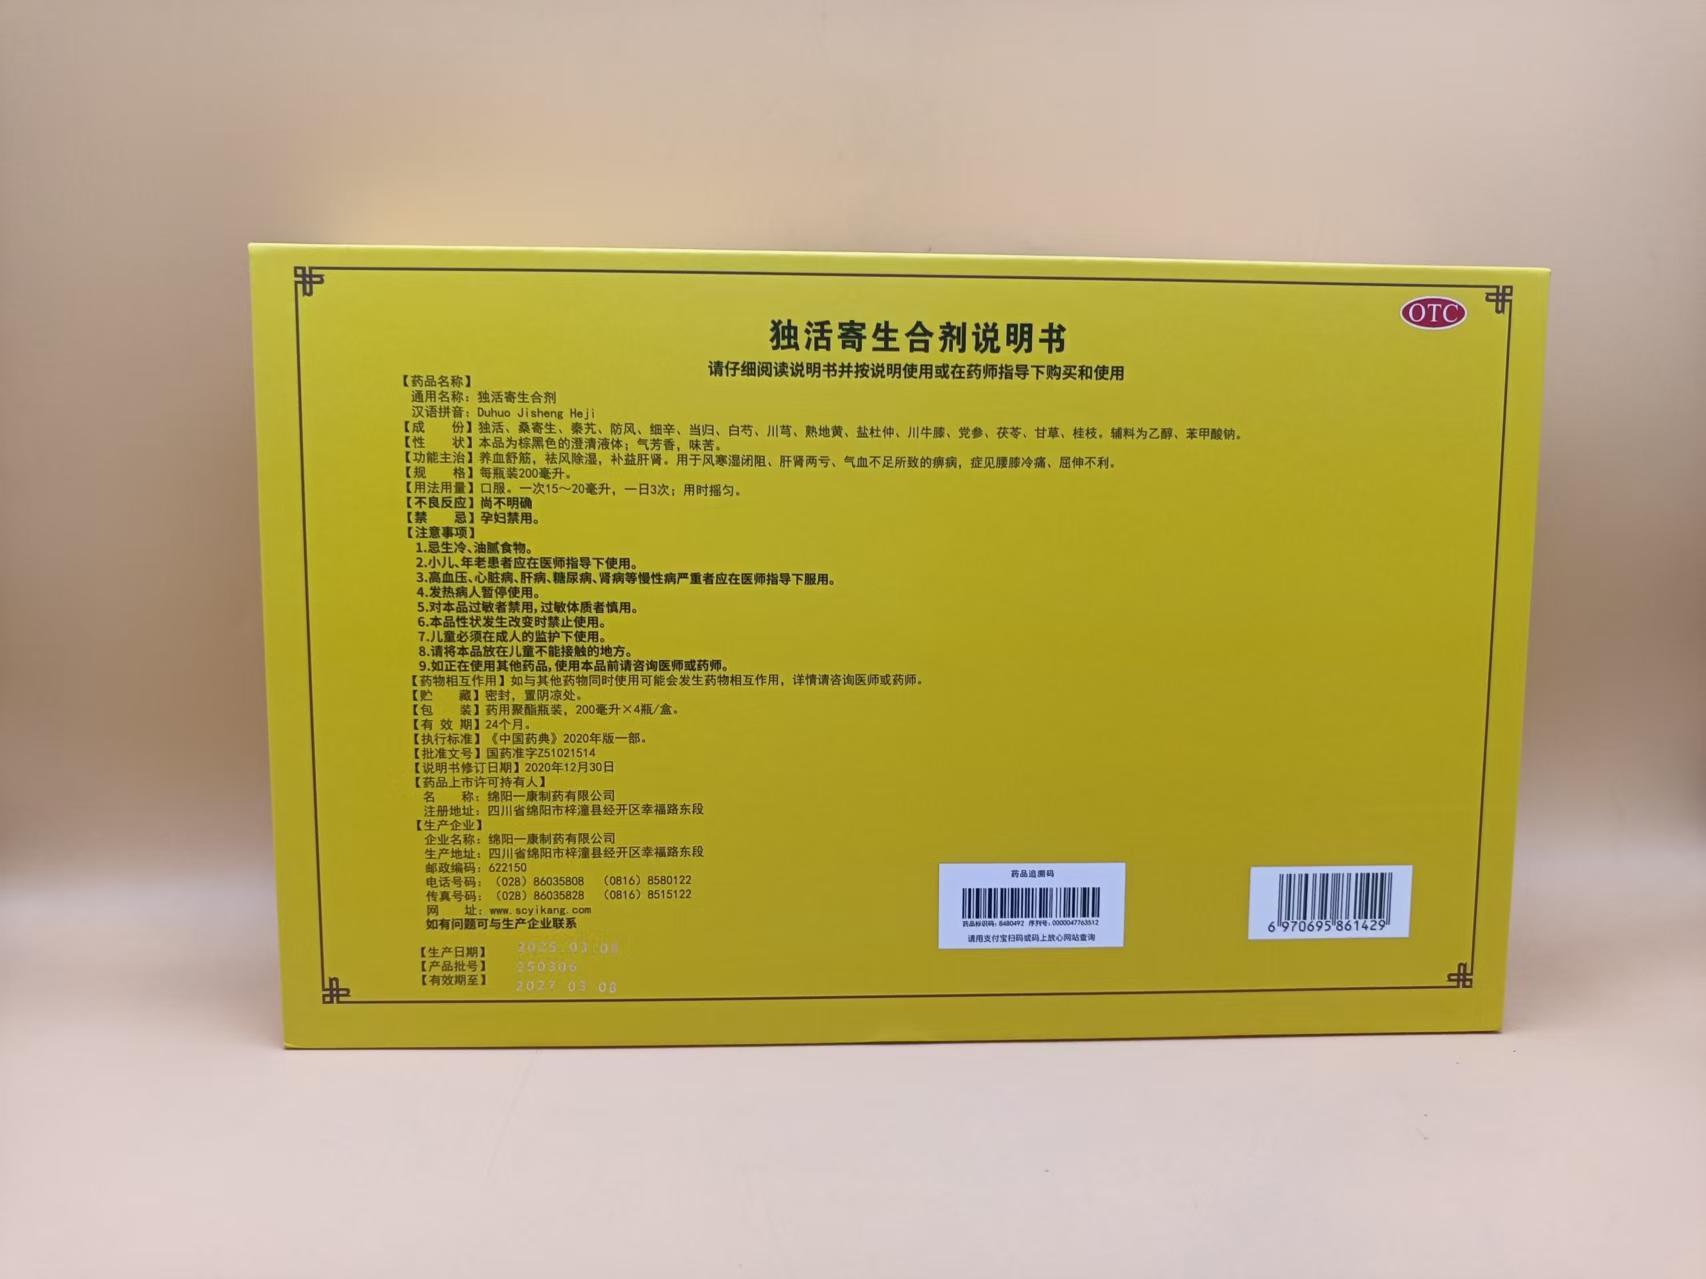 OTC
独活寄生合剂说明书
请仔细阅读说明书并按说明使用或在药师指导下购买和使用
【药品名称】
通用名称：独活寄生合剂
汉语拼音：Duhuo Jisheng Heji
【成 份】独活、桑寄生、秦艽、防风、细辛、当归、白芍、川芎、熟地黄、盐杜仲、川牛膝、党参、茯苓、甘草、桂枝。辅料为乙醇、苯甲酸钠。
【性 状】本品为棕黑色的澄清液体；气芳香，味苦。
【功能主治】养血舒筋，祛风除湿，补益肝肾。用于风寒湿闭阻、肝肾两亏、气血不足所致的痹病，症见腰膝冷痛、屈伸不利。
【规 格】每瓶装200毫升。
【用法用量】口服。一次15～20毫升，一日3次；用时摇匀。
【不良反应】尚不明确
【禁 忌】孕妇禁用。
【注意事项】
1.忌生冷、油腻食物。
2.小儿、年老患者应在医师指导下使用。
3.高血压、心脏病、肝病、糖尿病、肾病等慢性病严重者应在医师指导下服用。
4.发热病人暂停使用。
5.对本品过敏者禁用，过敏体质者慎用。
6.本品性状发生改变时禁止使用。
7.儿童必须在成人的监护下使用。
8.请将本品放在儿童不能接触的地方。
9.如正在使用其他药品，使用本品前请咨询医师或药师。
【药物相互作用】如与其他药物同时使用可能会发生药物相互作用，详情请咨询医师或药师。
【贮 藏】密封，置阴凉处。
【包 装】药用聚酯瓶装，200毫升×4瓶/盒。
【有 效 期】24个月。
【执行标准】《中国药典》2020年版一部。
【批准文号】国药准字Z51021514
【说明书修订日期】2020年12月30日
【药品上市许可持有人】
名 称：绵阳一康制药有限公司
注册地址：四川省绵阳市梓潼县经开区幸福路东段
【生产企业】
企业名称：绵阳一康制药有限公司
生产地址：四川省绵阳市梓潼县经开区幸福路东段
邮政编码：622150
电话号码：（028）86035808 （0816）8580122
传真号码：（028）86035828 （0816）8515122
网 址：www.scyikang.com
如有问题可与生产企业联系
【生产日期】 2025.03.08
【产品批号】 250306
【有效期至】 2027 03 08
药品追溯码
药品标识码：8480492 序列号：0000047763512
请用支付宝扫码或码上放心网站查询
6 970695 861429